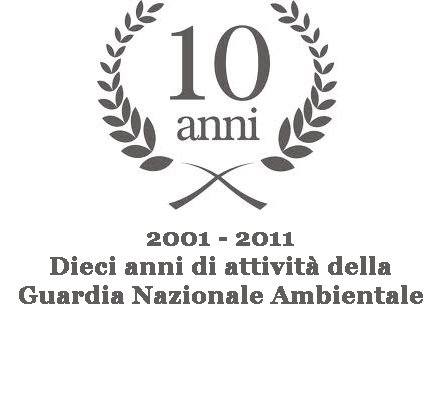 10
anni
2001 - 2011
Dieci anni di attività della
Guardia Nazionale Ambientale